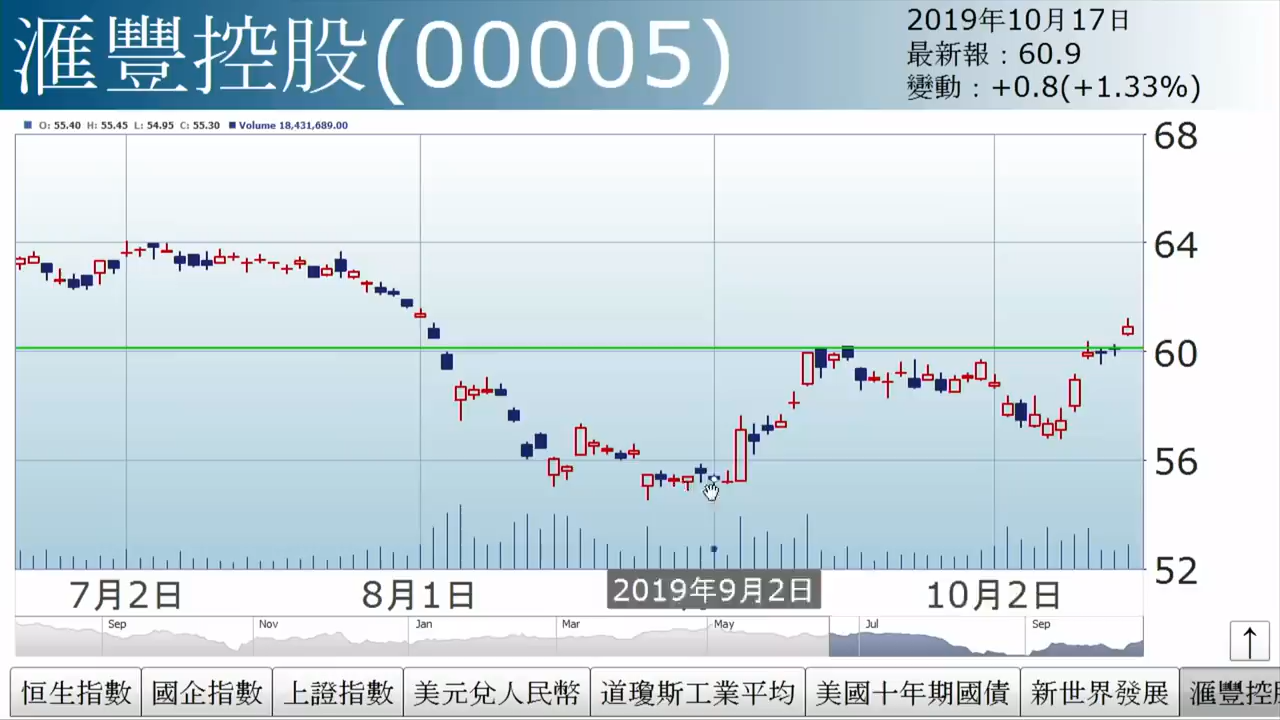 滙豐控股(00005)
2019年10月17日
最新報：60.9
變動：+0.8(+1.33%)
O: 55.40 H: 55.45 L: 54.95 C: 55.30 Volume 18,431,689.00
68
64
60
56
52
7月2日 8月1日 2019年9月2日 10月2日
Sep Nov Jan Mar May Jul Sep
↑
恒生指數 國企指數 上證指數 美元兌人民幣 道瓊斯工業平均 美國十年期國債 新世界發展 滙豐控股